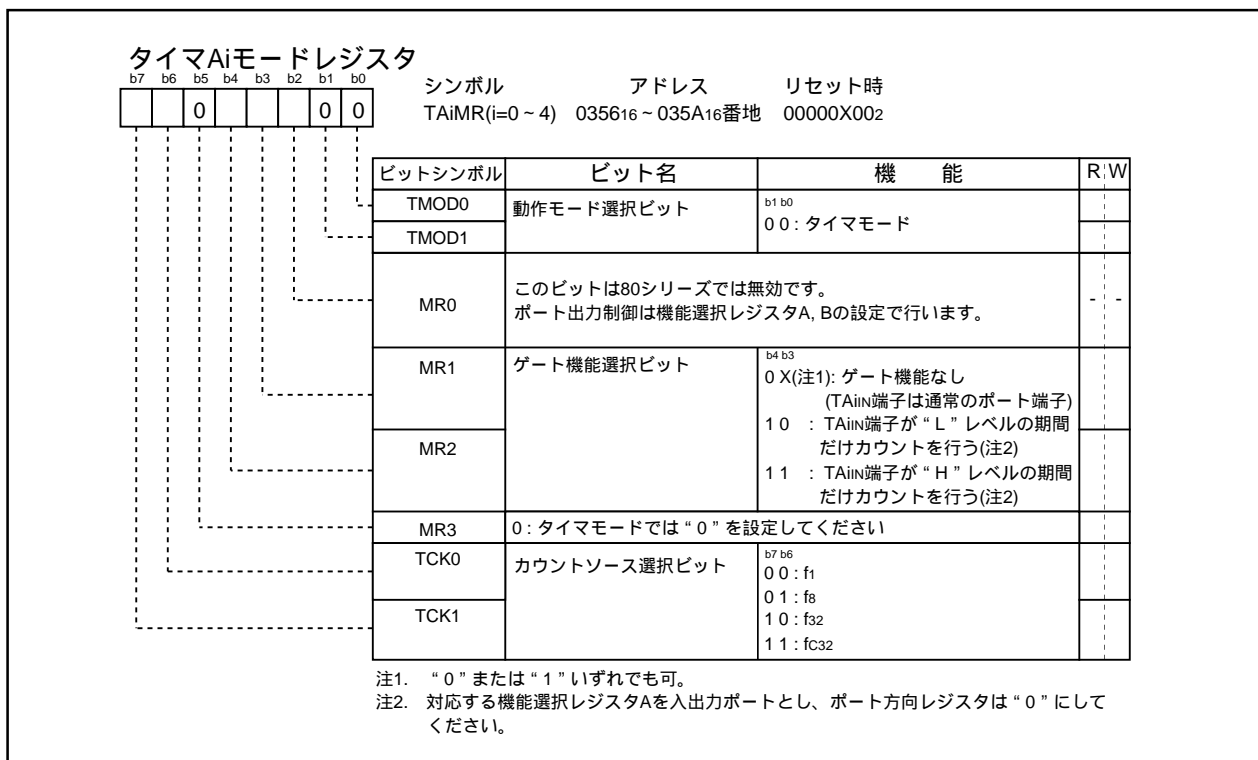 タイマAiモードレジスタ
b7 b6 b5 b4 b3 b2 b1 b0
0 0 0
シンボル アドレス リセット時
TAiMR(i=0 ~ 4) 035616 ~ 035A16番地 00000X002
ビットシンボル ビット名 機 能 R W
TMOD0 動作モード選択ビット b1 b0
0 0 : タイマモード
TMOD1
MR0 このビットは80シリーズでは無効です。
ポート出力制御は機能選択レジスタA, Bの設定で行います。
- -
MR1 ゲート機能選択ビット b4 b3
0 X(注1): ゲート機能なし
(TAiIN端子は通常のポート端子)
1 0 : TAiIN端子が “ L ” レベルの期間
だけカウントを行う(注2)
MR2
1 1 : TAiIN端子が “ H ” レベルの期間
だけカウントを行う(注2)
MR3 0 : タイマモードでは “ 0 ” を設定してください
TCK0 カウントソース選択ビット b7 b6
0 0 : f1
0 1 : f8
TCK1 1 0 : f32
1 1 : fC32
注1. “ 0 ” または “ 1 ” いずれでも可。
注2. 対応する機能選択レジスタAを入出力ポートとし、ポート方向レジスタは “ 0 ” にして
ください。